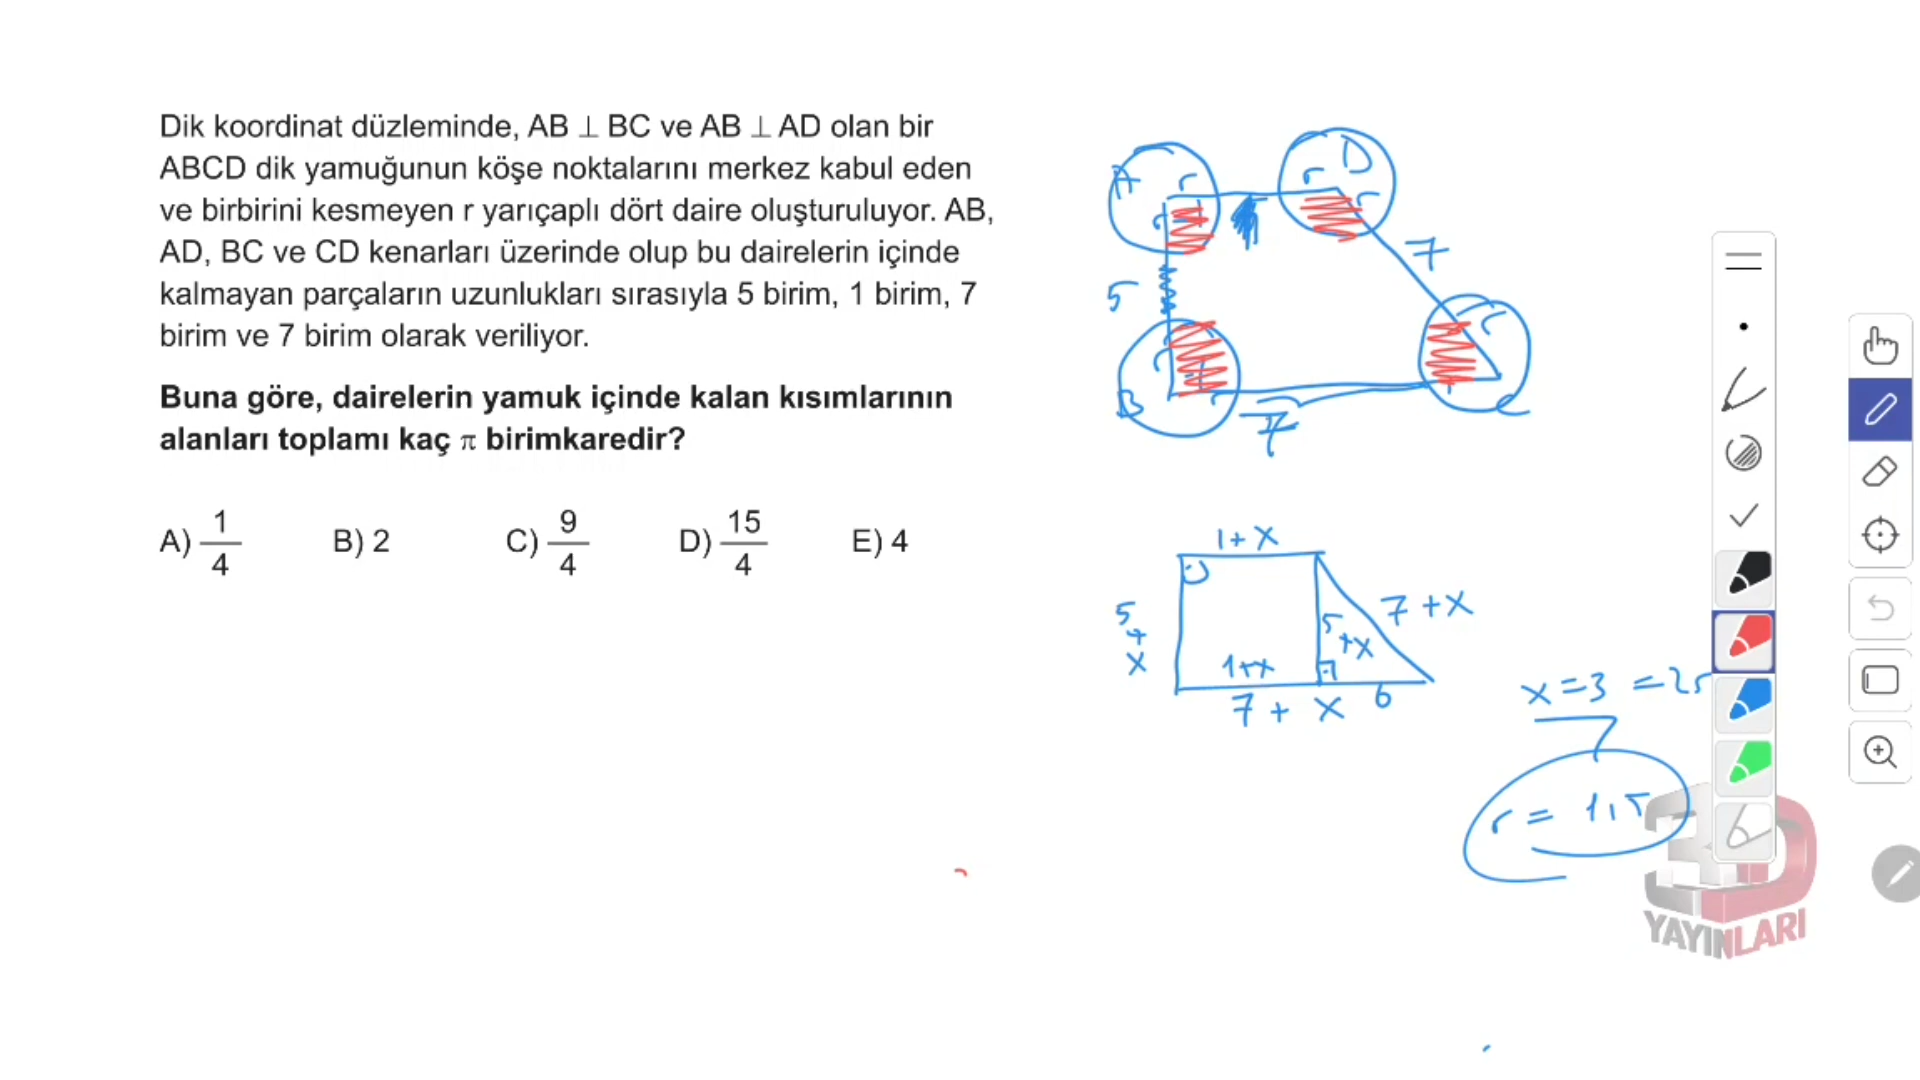 Dik koordinat düzleminde, AB ⊥ BC ve AB ⊥ AD olan bir
ABCD dik yamuğunun köşe noktalarını merkez kabul eden
ve birbirini kesmeyen r yarıçaplı dört daire oluşturuluyor. AB,
AD, BC ve CD kenarları üzerinde olup bu dairelerin içinde
kalmayan parçaların uzunlukları sırasıyla 5 birim, 1 birim, 7
birim ve 7 birim olarak veriliyor.
Buna göre, dairelerin yamuk içinde kalan kısımlarının
alanları toplamı kaç π birimkaredir?
A) 1/4 B) 2 C) 9/4 D) 15/4 E) 4
A r r D
r r
7
5
r r
B r r C
7
1+x
5+x 5+x 7+x
1+x
7+x 6
x=3 =2r
r = 1,5
3D
YAYINLARI